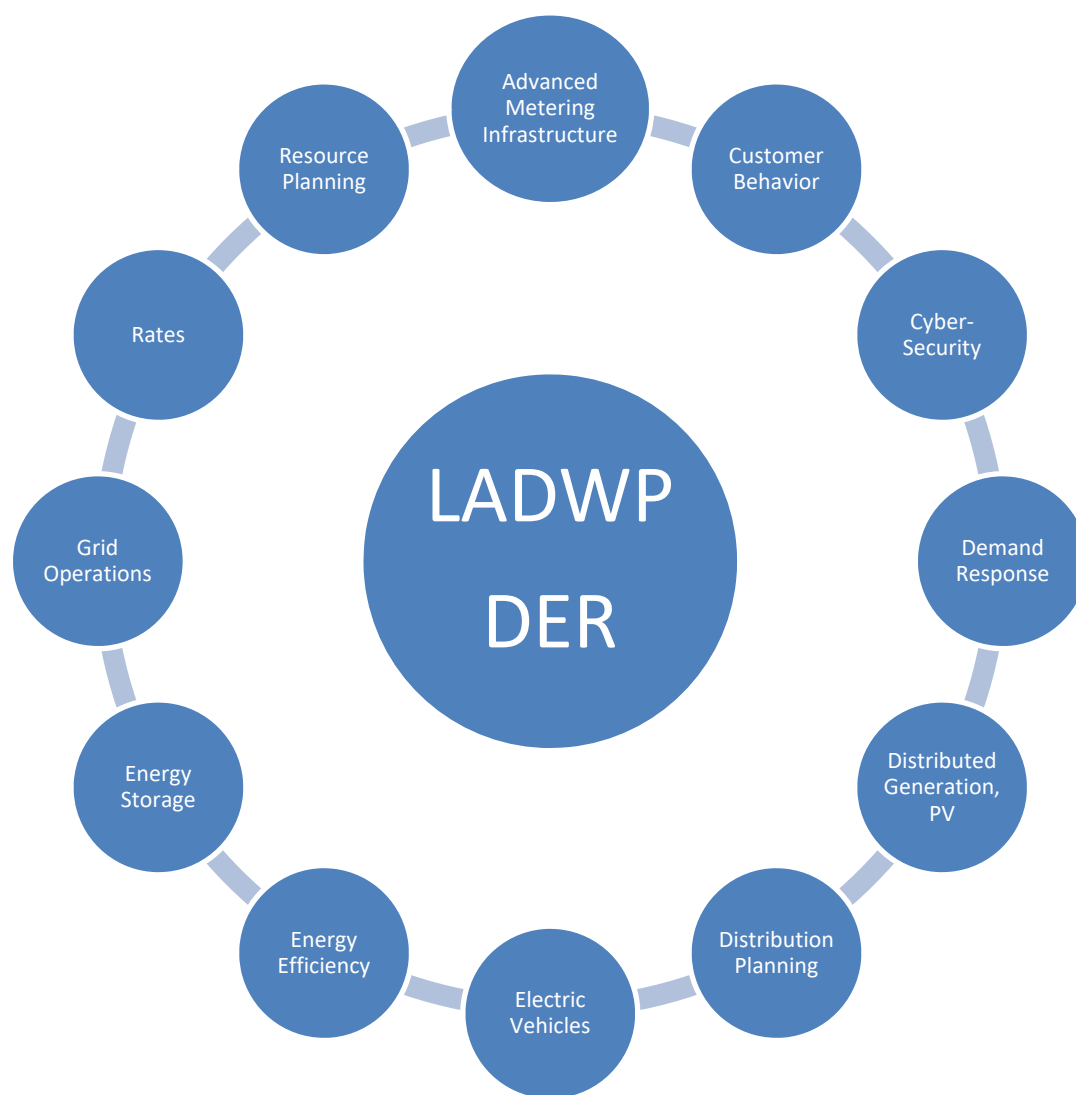 Advanced
Metering
Infrastructure
Customer
Behavior
Cyber-
Security
Demand
Response
Distributed
Generation,
PV
Distribution
Planning
Electric
Vehicles
Energy
Efficiency
Energy
Storage
Grid
Operations
Rates
Resource
Planning
LADWP
DER